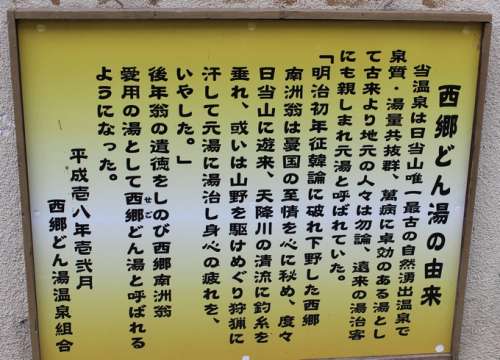 西郷どん湯の由来
当温泉は日当山唯一最古の自然湧出温泉で
泉質・湯量共抜群、萬病に卓効のある湯とし
て古来より地元の人々は勿論、遠来の湯治客
にも親しまれ元湯と呼ばれていた。
「明治初年征韓論に破れ下野した西郷
南洲翁は憂国の至情を心に秘め、度々
日当山に遊来、天降川の清流に釣糸を
垂れ、或いは山野を駆けめぐり狩猟に
汗して元湯に湯治し身心の疲れを、
いやした。」
後年翁の遺徳をしのび西郷南洲翁
愛用の湯として西郷どん湯と呼ばれる
せご
ようになった。
平成壱八年壱弐月
西郷どん湯温泉組合